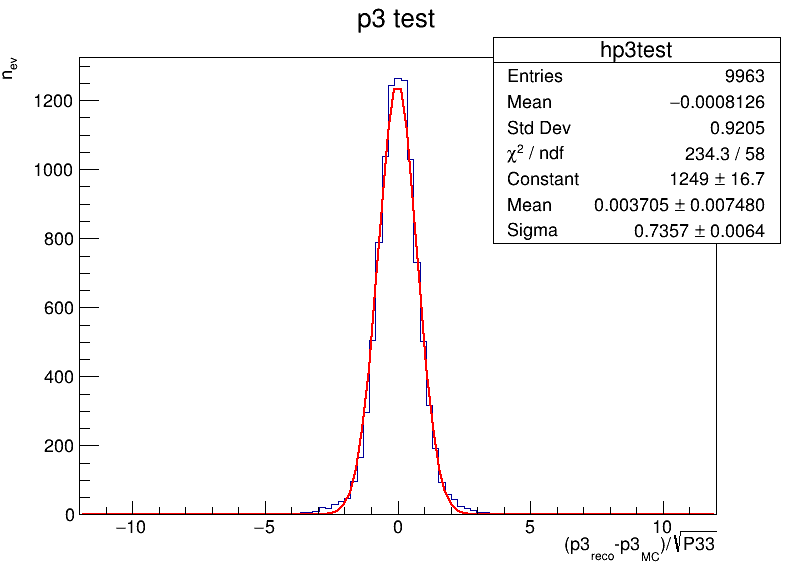 p3 test
n_ev
hp3test
Entries 9963
Mean −0.0008126
Std Dev 0.9205
χ² / ndf 234.3 / 58
Constant 1249 ± 16.7
Mean 0.003705 ± 0.007480
Sigma 0.7357 ± 0.0064
1200
1000
800
600
400
200
0
−10 −5 0 5 10
(p3_reco-p3_MC)/√P33